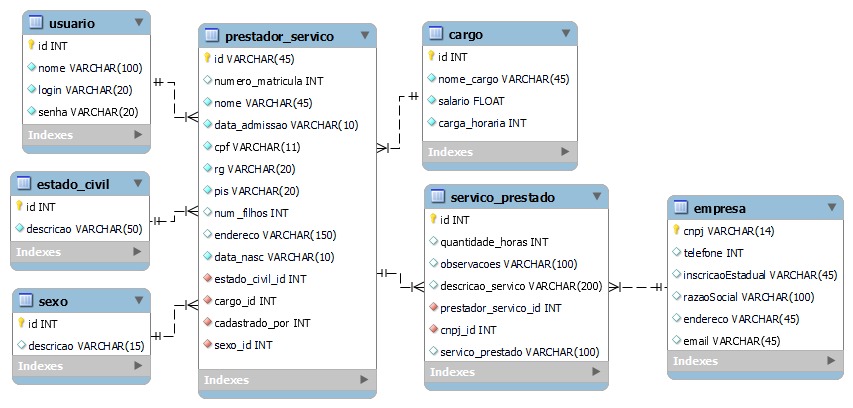 usuario
id INT
nome VARCHAR(100)
login VARCHAR(20)
senha VARCHAR(20)
Indexes
estado_civil
id INT
descricao VARCHAR(50)
Indexes
sexo
id INT
descricao VARCHAR(15)
Indexes
prestador_servico
id VARCHAR(45)
numero_matricula INT
nome VARCHAR(45)
data_admissao VARCHAR(10)
cpf VARCHAR(11)
rg VARCHAR(20)
pis VARCHAR(20)
num_filhos INT
endereco VARCHAR(150)
data_nasc VARCHAR(10)
estado_civil_id INT
cargo_id INT
cadastrado_por INT
sexo_id INT
Indexes
cargo
id INT
nome_cargo VARCHAR(45)
salario FLOAT
carga_horaria INT
Indexes
servico_prestado
id INT
quantidade_horas INT
observacoes VARCHAR(100)
descricao_servico VARCHAR(200)
prestador_servico_id INT
cnpj_id INT
servico_prestado VARCHAR(100)
Indexes
empresa
cnpj VARCHAR(14)
telefone INT
inscricaoEstadual VARCHAR(45)
razaoSocial VARCHAR(100)
endereco VARCHAR(45)
email VARCHAR(45)
Indexes